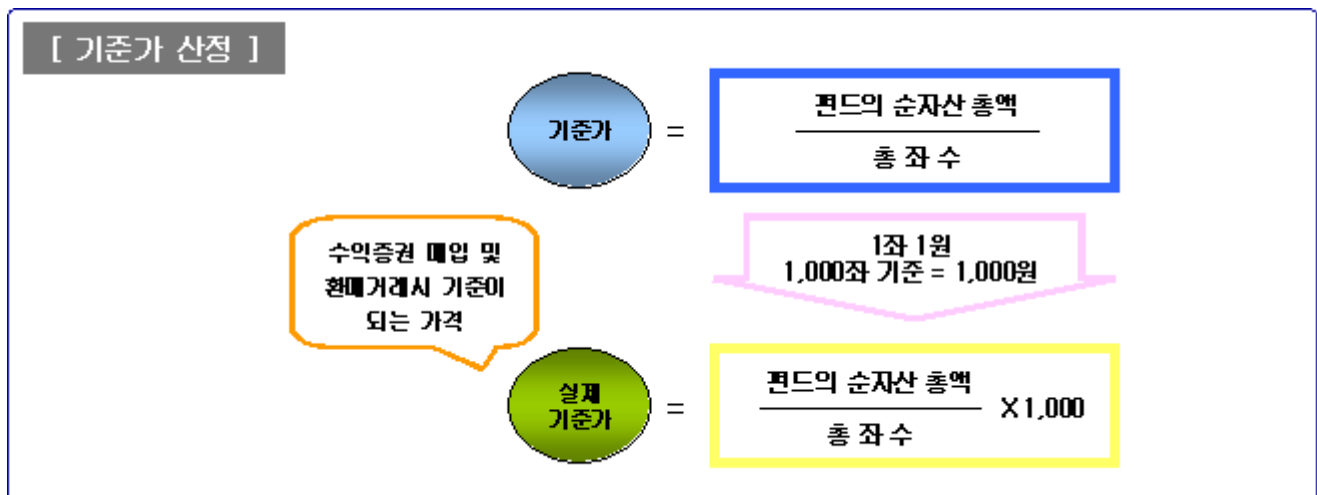 [ 기준가 산정 ]
기준가
=
펀드의 순자산 총액
총 좌 수
수익증권 매입 및
환매거래시 기준이
되는 가격
1좌 1원
1,000좌 기준 = 1,000원
실제
기준가
=
펀드의 순자산 총액
총 좌 수
X 1,000